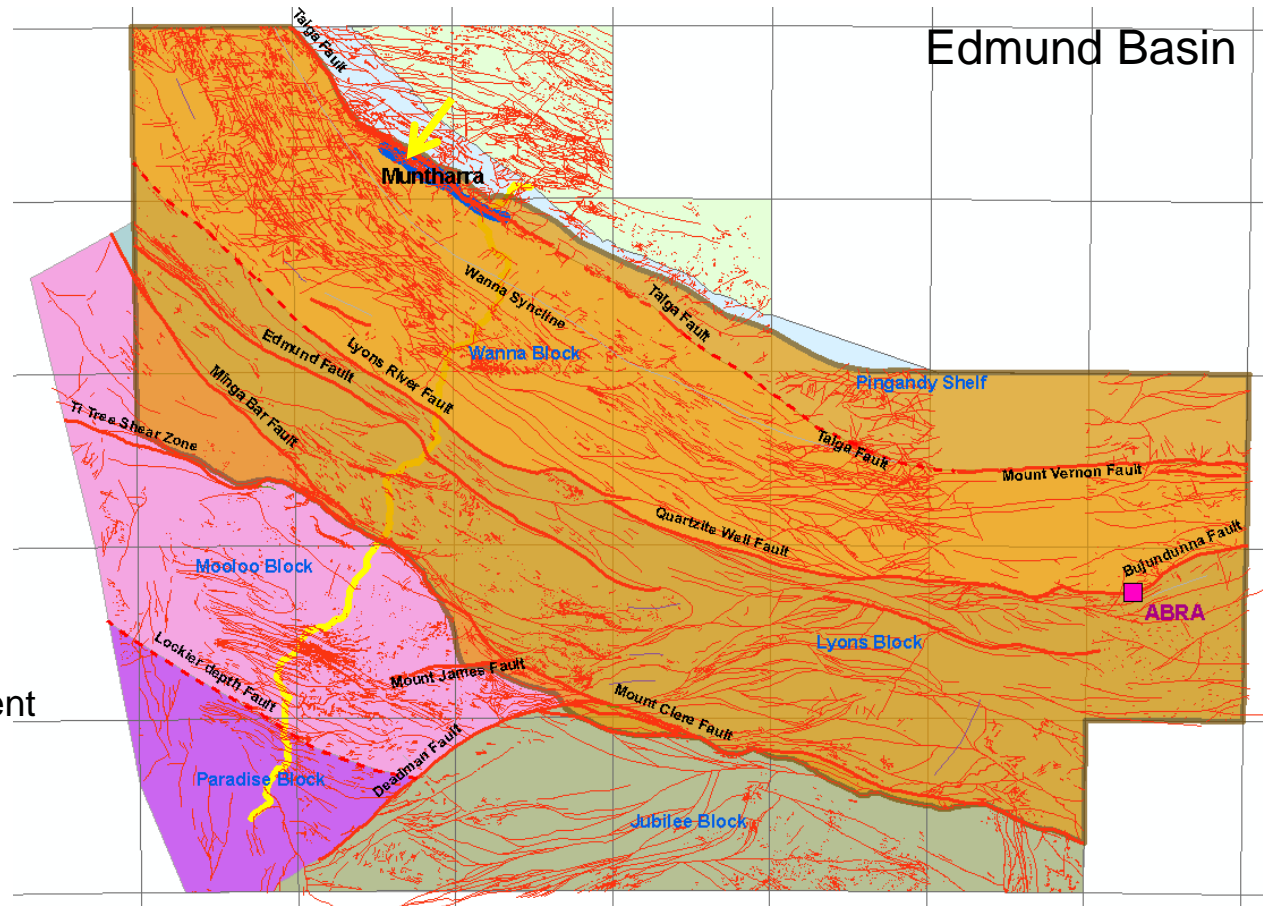 Edmund Basin
Talga Fault
Muntharra
Wanna Syncline
Talga Fault
Wanna Block
Pingandy Shelf
Edmund Fault
Lyons River Fault
Minga Bar Fault
Ti Tree Shear Zone
Talga Fault
Mount Vernon Fault
Quartzite Well Fault
Bujundunna Fault
ABRA
Mooloo Block
Lyons Block
Lockier depth Fault
Mount James Fault
Mount Clere Fault
ent
Deadman Fault
Paradise Block
Jubilee Block